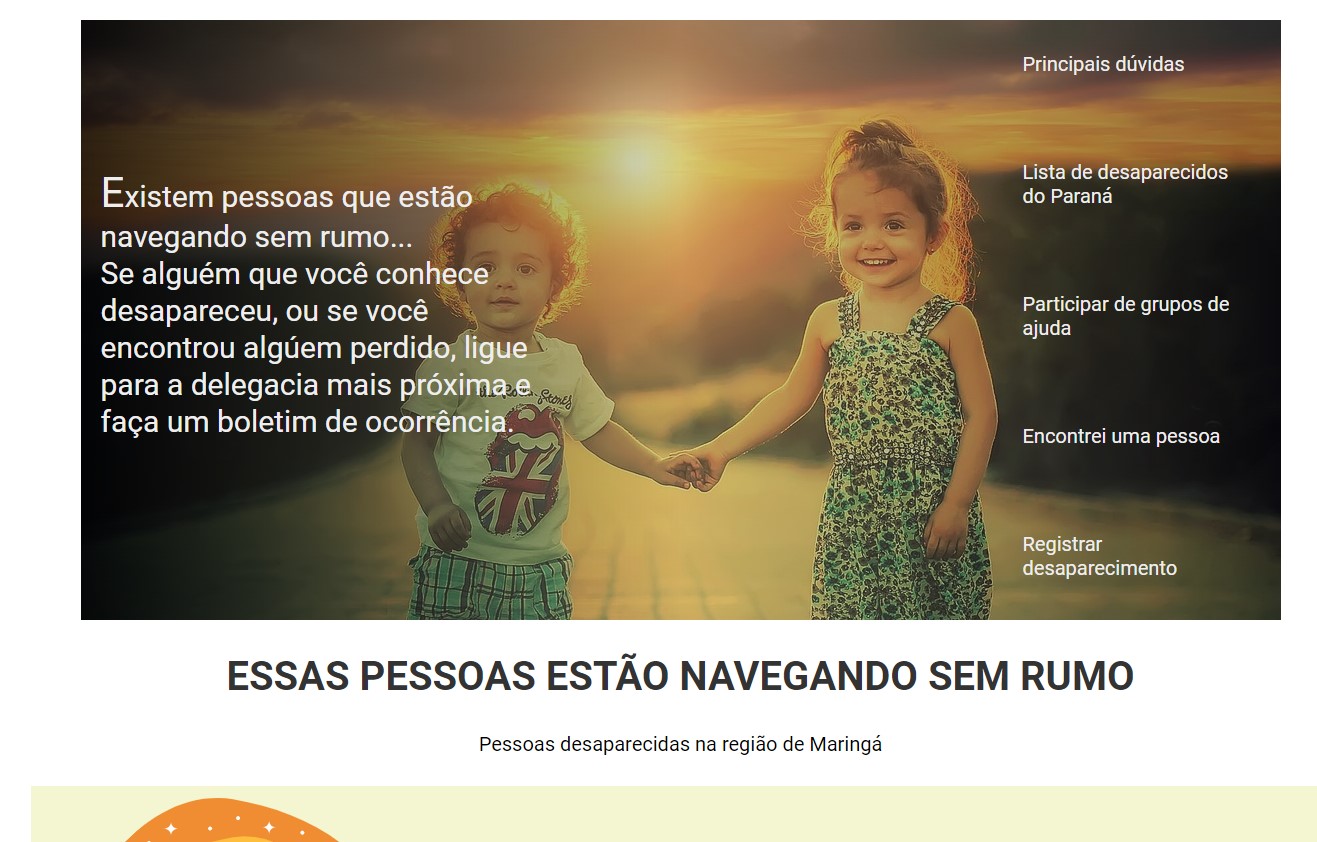 Existem pessoas que estão
navegando sem rumo...
Se alguém que você conhece
desapareceu, ou se você
encontrou algúem perdido, ligue
para a delegacia mais próxima e
faça um boletim de ocorrência.
Principais dúvidas
Lista de desaparecidos
do Paraná
Participar de grupos de
ajuda
Encontrei uma pessoa
Registrar
desaparecimento
ESSAS PESSOAS ESTÃO NAVEGANDO SEM RUMO
Pessoas desaparecidas na região de Maringá